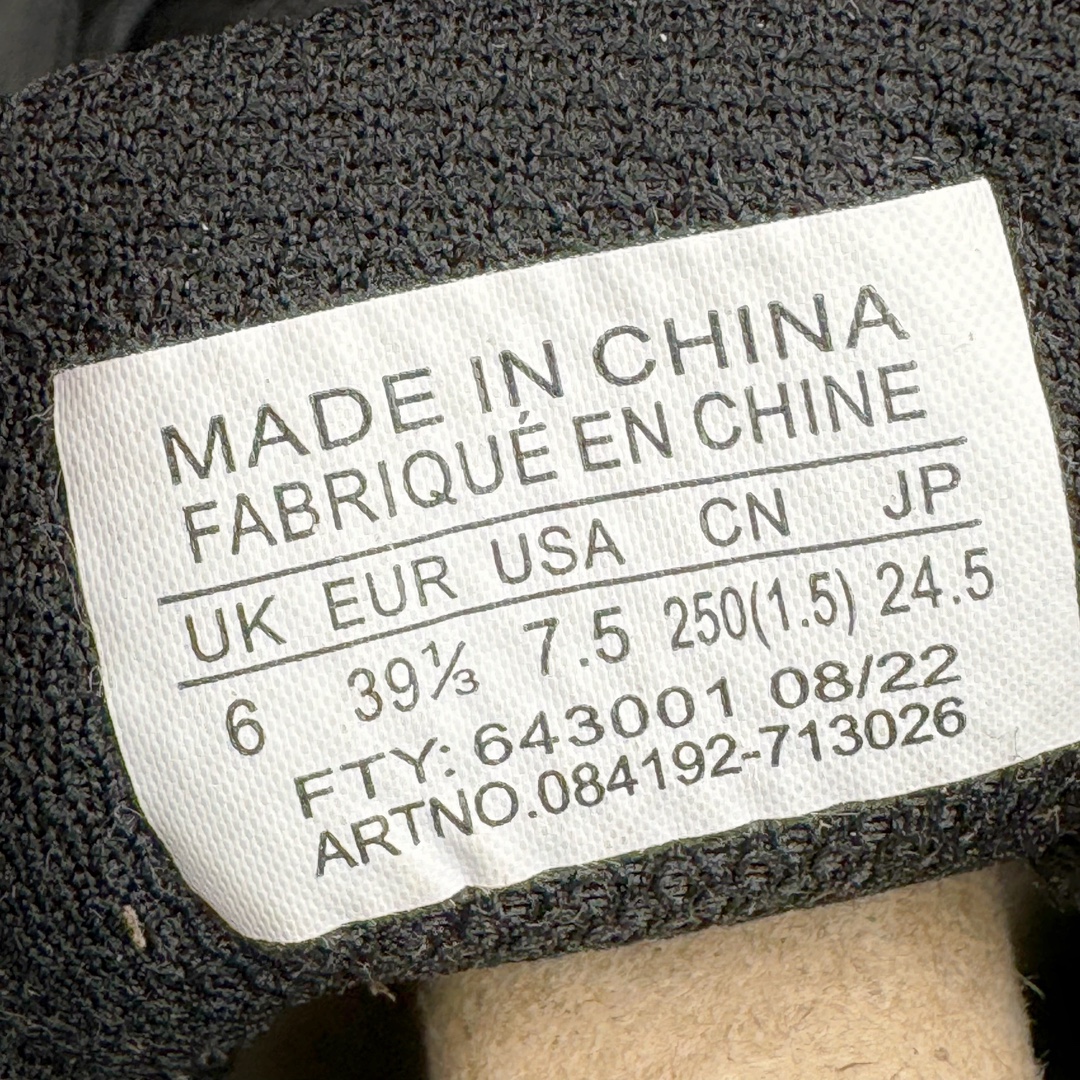 MADE IN CHINA
FABRIQUÉ EN CHINE
UK EUR USA CN JP
6 39⅓ 7.5 250(1.5) 24.5
FTY: 643001 08/22
ARTNO.084192-713026